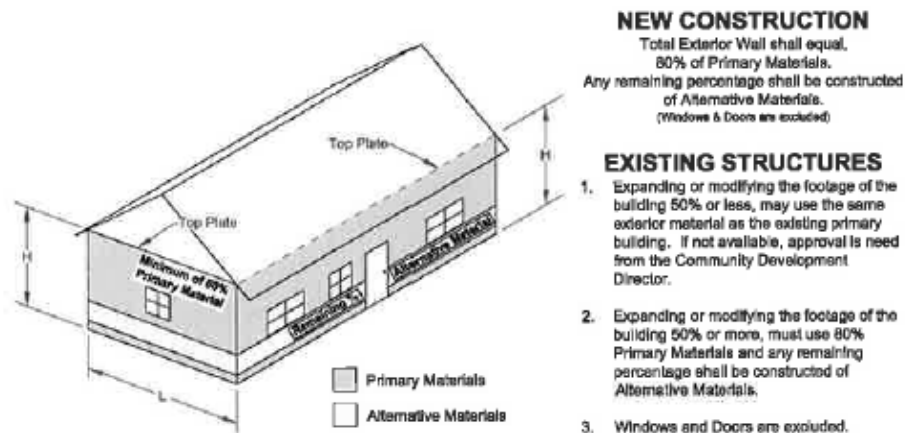 NEW CONSTRUCTION
Total Exterior Wall shall equal,
80% of Primary Materials.
Any remaining percentage shall be constructed
of Alternative Materials.
(Windows & Doors are excluded)
EXISTING STRUCTURES
1. Expanding or modifying the footage of the
building 50% or less, may use the same
exterior material as the existing primary
building. If not available, approval is need
from the Community Development
Director.
2. Expanding or modifying the footage of the
building 50% or more, must use 80%
Primary Materials and any remaining
percentage shall be constructed of
Alternative Materials.
3. Windows and Doors are excluded.
Top Plate
H
Top Plate
H
Minimum of
Primary Material
Remaining
Alternative Material
L
Primary Materials
Alternative Materials